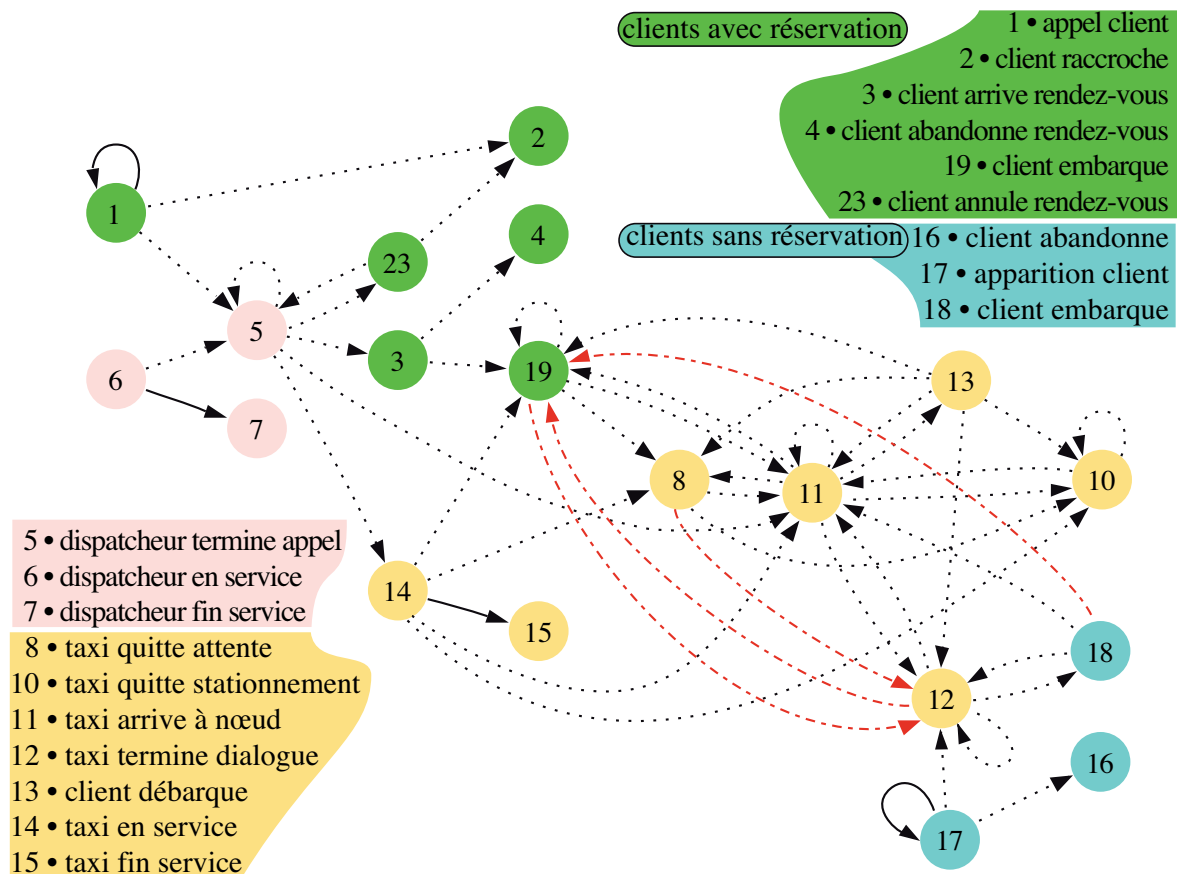 clients avec réservation
1 • appel client
2 • client raccroche
3 • client arrive rendez-vous
4 • client abandonne rendez-vous
19 • client embarque
23 • client annule rendez-vous
clients sans réservation
16 • client abandonne
17 • apparition client
18 • client embarque
2
1
4
23
5
3
19
6
13
7
8
11
10
5 • dispatcheur termine appel
6 • dispatcheur en service
7 • dispatcheur fin service
14
15
8 • taxi quitte attente
10 • taxi quitte stationnement
11 • taxi arrive à nœud
12 • taxi termine dialogue
13 • client débarque
14 • taxi en service
15 • taxi fin service
18
12
16
17